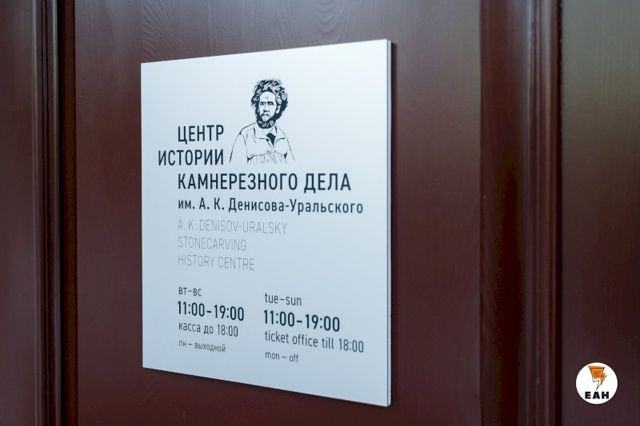 ЦЕНТР
ИСТОРИИ
КАМНЕРЕЗНОГО ДЕЛА
им. А. К. Денисова-Уральского
A. K. DENISOV-URALSKY
STONECARVING
HISTORY CENTRE
вт-вс
11:00-19:00
касса до 18:00
пн – выходной
tue-sun
11:00-19:00
ticket office till 18:00
mon – off
ЕАН